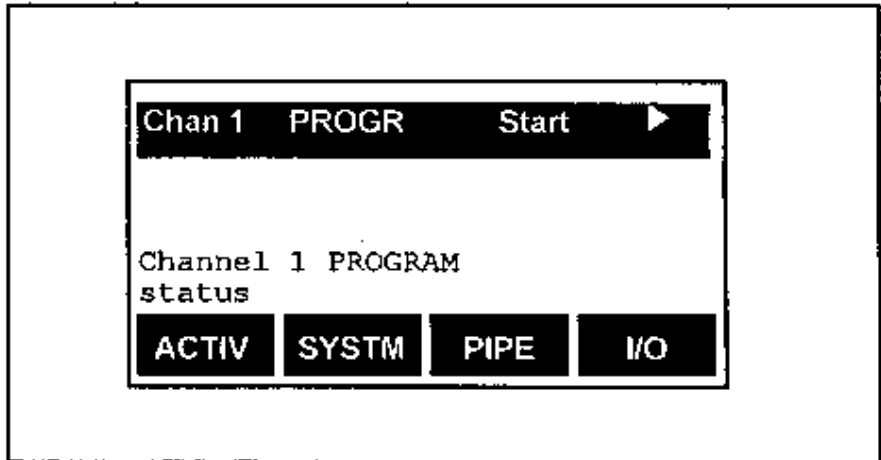 Chan 1 PROGR Start
Channel 1 PROGRAM
status
ACTIV SYSTM PIPE I/O